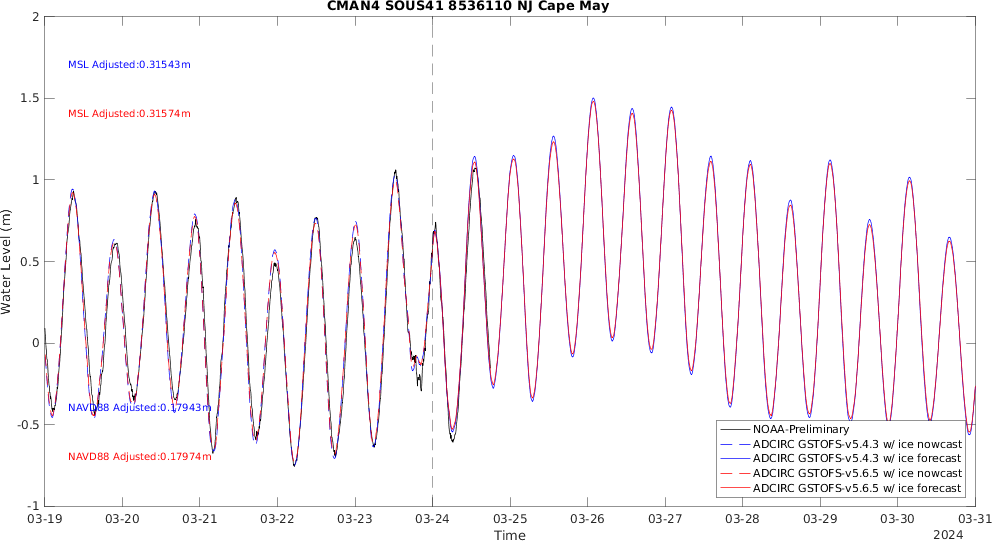 CMAN4 SOUS41 8536110 NJ Cape May
2
1.5
1
0.5
0
-0.5
-1
Water Level (m)
MSL Adjusted:0.31543m
MSL Adjusted:0.31574m
NAVD88 Adjusted:0.17943m
NAVD88 Adjusted:0.17974m
NOAA-Preliminary
ADCIRC GSTOFS-v5.4.3 w/ ice nowcast
ADCIRC GSTOFS-v5.4.3 w/ ice forecast
ADCIRC GSTOFS-v5.6.5 w/ ice nowcast
ADCIRC GSTOFS-v5.6.5 w/ ice forecast
03-19 03-20 03-21 03-22 03-23 03-24 03-25 03-26 03-27 03-28 03-29 03-30 03-31
Time
2024